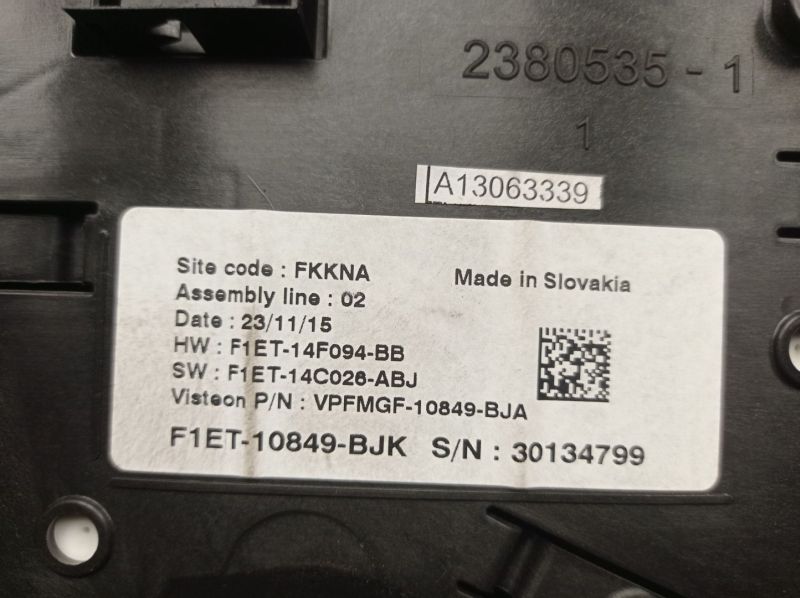 2380535-1
1
A13063339
Site code : FKKNA
Made in Slovakia
Assembly line : 02
Date : 23/11/15
HW : F1ET-14F094-BB
SW : F1ET-14C026-ABJ
Visteon P/N : VPFMGF-10849-BJA
F1ET-10849-BJK S/N : 30134799